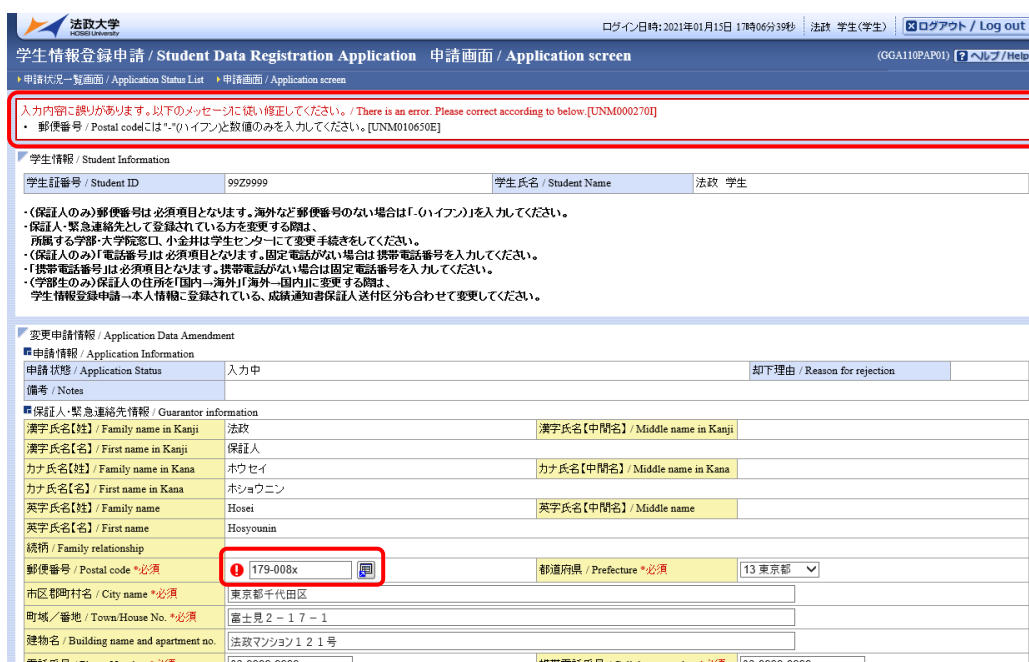 法政大学
HOSEI University
ログイン日時：2021年01月15日 17時06分39秒 法政 学生(学生) ログアウト / Log out
学生情報登録申請 / Student Data Registration Application 申請画面 / Application screen (GGA110PAP01) ヘルプ/Help
申請状況一覧画面 / Application Status List 申請画面 / Application screen
入力内容に誤りがあります。以下のメッセージに従い修正してください。 / There is an error. Please correct according to below.[UNM000270I]
・ 郵便番号 / Postal codeには"-"(ハイフン)と数値のみを入力してください。[UNM010650E]
学生情報 / Student Information
学生証番号 / Student ID 99Z9999 学生氏名 / Student Name 法政 学生
・(保証人のみ)郵便番号は必須項目となります。海外など郵便番号のない場合は「-(ハイフン)」を入力してください。
・保証人・緊急連絡先として登録されている方を変更する際は、
所属する学部・大学院窓口、小金井は学生センターにて変更手続きをしてください。
・(保証人のみ)「電話番号」は必須項目となります。固定電話がない場合は携帯電話番号を入力してください。
・「携帯電話番号」は必須項目となります。携帯電話がない場合は固定電話番号を入力してください。
・(学部生のみ)保証人の住所を「国内→海外」「海外→国内」に変更する際は、
学生情報登録申請→本人情報に登録されている、成績通知書保証人送付区分も合わせて変更してください。
変更申請情報 / Application Data Amendment
申請情報 / Application Information
申請状態 / Application Status 入力中 却下理由 / Reason for rejection
備考 / Notes
保証人・緊急連絡先情報 / Guarantor information
漢字氏名【姓】 / Family name in Kanji 法政 漢字氏名【中間名】 / Middle name in Kanji
漢字氏名【名】 / First name in Kanji 保証人
カナ氏名【姓】 / Family name in Kana ホウセイ カナ氏名【中間名】 / Middle name in Kana
カナ氏名【名】 / First name in Kana ホショウニン
英字氏名【姓】 / Family name Hosei 英字氏名【中間名】 / Middle name
英字氏名【名】 / First name Hosyounin
続柄 / Family relationship
郵便番号 / Postal code *必須 179-008x 都道府県 / Prefecture *必須 13 東京都
市区郡町村名 / City name *必須 東京都千代田区
町域／番地 / Town/House No. *必須 富士見２－１７－１
建物名 / Building name and apartment no. 法政マンション１２１号